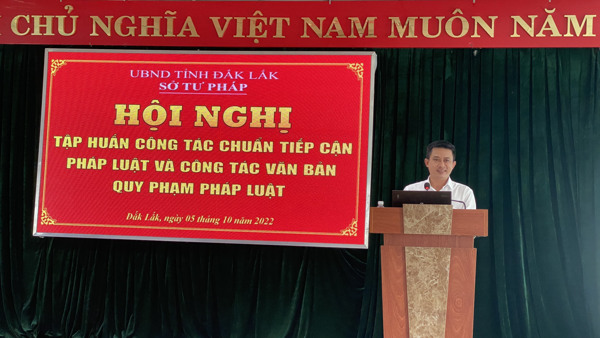 CHỦ NGHĨA VIỆT NAM MUÔN NĂM
UBND TỈNH ĐẮK LẮK
SỞ TƯ PHÁP
HỘI NGHỊ
TẬP HUẤN CÔNG TÁC CHUẨN TIẾP CẬN
PHÁP LUẬT VÀ CÔNG TÁC VĂN BẢN
QUY PHẠM PHÁP LUẬT
Đắk Lắk, ngày 05 tháng 10 năm 2022